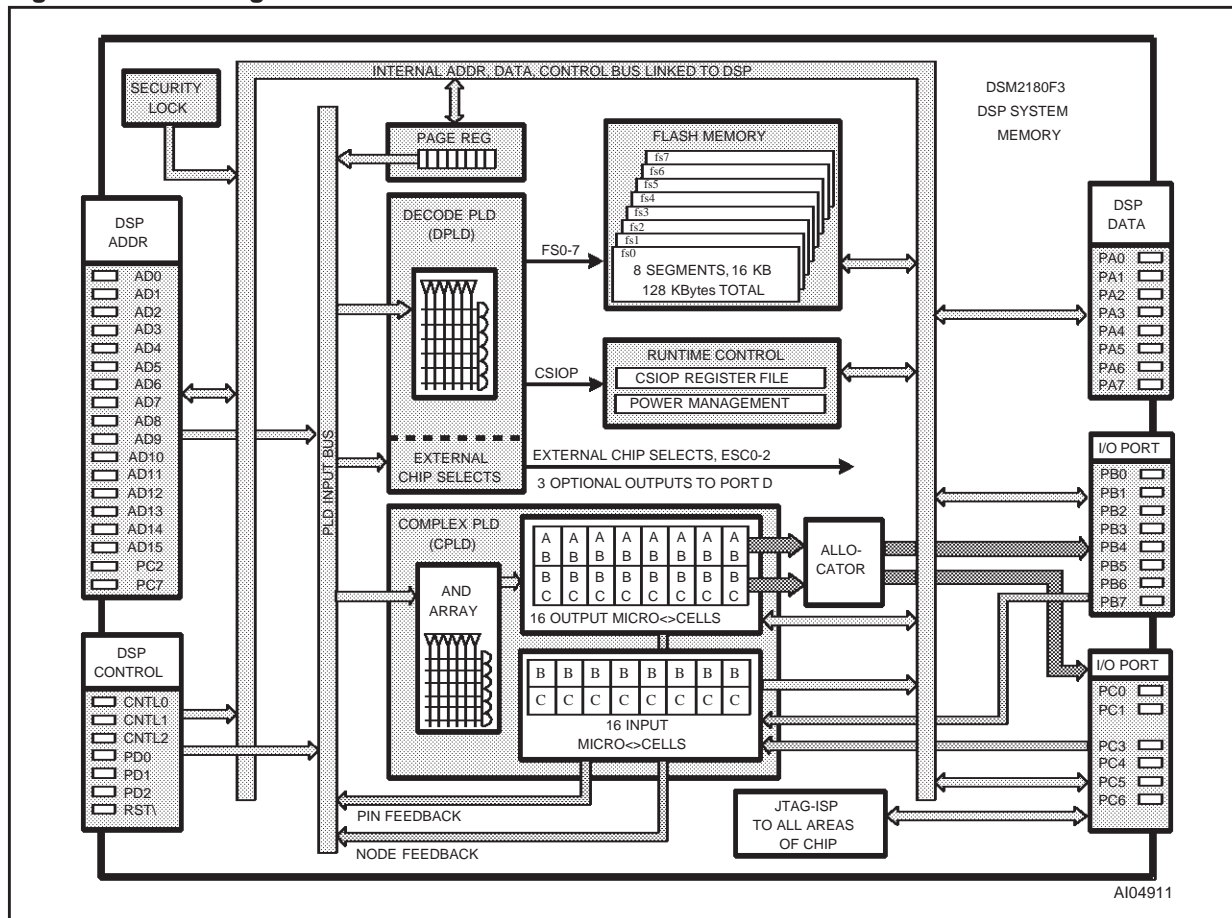 INTERNAL ADDR, DATA, CONTROL BUS LINKED TO DSP
DSM2180F3
DSP SYSTEM
MEMORY
SECURITY
LOCK
PAGE REG
FLASH MEMORY
fs7
fs6
fs5
fs4
fs3
fs2
fs1
fs0
8 SEGMENTS, 16 KB
128 KBytes TOTAL
DSP
ADDR
AD0
AD1
AD2
AD3
AD4
AD5
AD6
AD7
AD8
AD9
AD10
AD11
AD12
AD13
AD14
AD15
PC2
PC7
DECODE PLD
(DPLD)
FS0-7
CSIOP
RUNTIME CONTROL
CSIOP REGISTER FILE
POWER MANAGEMENT
DSP
DATA
PA0
PA1
PA2
PA3
PA4
PA5
PA6
PA7
PLD INPUT BUS
EXTERNAL
CHIP SELECTS
EXTERNAL CHIP SELECTS, ESC0-2
3 OPTIONAL OUTPUTS TO PORT D
COMPLEX PLD
(CPLD)
AND
ARRAY
A A A A A A A A
B B B B B B B B
B B B B B B B B
C C C C C C C C
16 OUTPUT MICRO<>CELLS
ALLO-
CATOR
I/O PORT
PB0
PB1
PB2
PB3
PB4
PB5
PB6
PB7
DSP
CONTROL
CNTL0
CNTL1
CNTL2
PD0
PD1
PD2
RST\
B B B B B B B B
C C C C C C C C
16 INPUT
MICRO<>CELLS
I/O PORT
PC0
PC1
PC3
PC4
PC5
PC6
PIN FEEDBACK
NODE FEEDBACK
JTAG-ISP
TO ALL AREAS
OF CHIP
AI04911